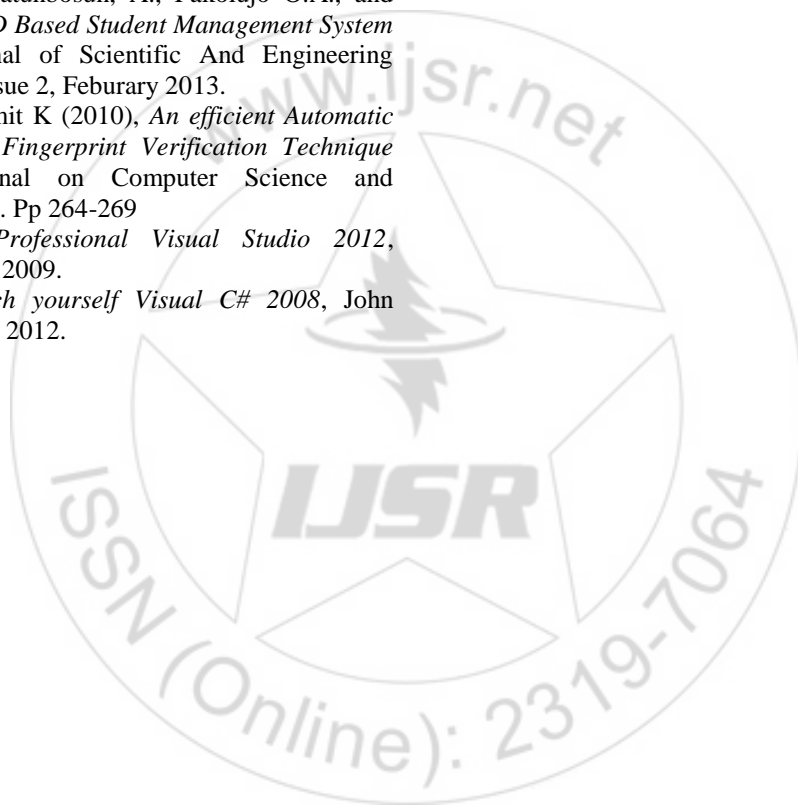 A., and
D Based Student Management System
nal of Scientific And Engineering
sue 2, Feburary 2013.
nit K (2010), An efficient Automatic
Fingerprint Verification Technique
nal on Computer Science and
. Pp 264-269
Professional Visual Studio 2012,
2009.
ch yourself Visual C# 2008, John
2012.
www.ijsr.net
IJSR
ISSN (Online): 2319-7064